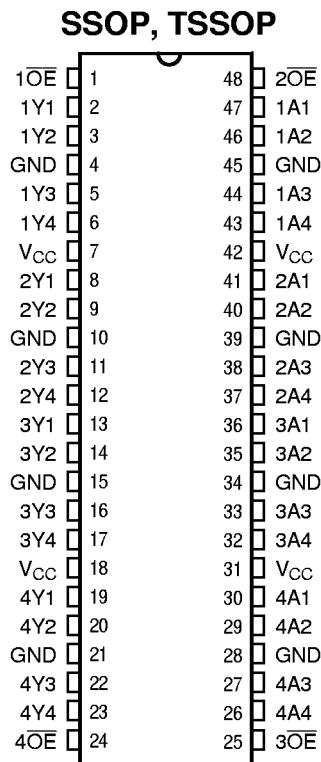 SSOP, TSSOP
1O̅E̅ 1 48 2O̅E̅
1Y1 2 47 1A1
1Y2 3 46 1A2
GND 4 45 GND
1Y3 5 44 1A3
1Y4 6 43 1A4
VCC 7 42 VCC
2Y1 8 41 2A1
2Y2 9 40 2A2
GND 10 39 GND
2Y3 11 38 2A3
2Y4 12 37 2A4
3Y1 13 36 3A1
3Y2 14 35 3A2
GND 15 34 GND
3Y3 16 33 3A3
3Y4 17 32 3A4
VCC 18 31 VCC
4Y1 19 30 4A1
4Y2 20 29 4A2
GND 21 28 GND
4Y3 22 27 4A3
4Y4 23 26 4A4
4O̅E̅ 24 25 3O̅E̅